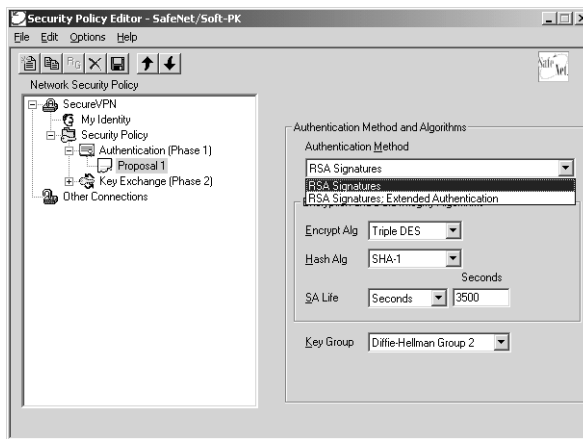 Security Policy Editor - SafeNet/Soft-PK
File Edit Options Help
Safe Net.
Network Security Policy
SecureVPN
My Identity
Security Policy
Authentication (Phase 1)
Proposal 1
Key Exchange (Phase 2)
Other Connections
Authentication Method and Algorithms
Authentication Method
RSA Signatures
RSA Signatures
RSA Signatures; Extended Authentication
Encrypt Alg Triple DES
Hash Alg SHA-1
Seconds
SA Life Seconds 3500
Key Group Diffie-Hellman Group 2